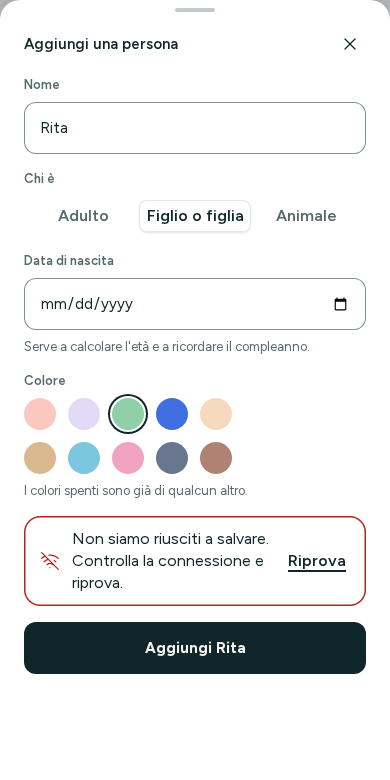 Aggiungi una persona
Nome
Rita
Chi è
Adulto
Figlio o figlia
Animale
Data di nascita
mm/dd/yyyy
Serve a calcolare l'età e a ricordare il compleanno.
Colore
I colori spenti sono già di qualcun altro.
Non siamo riusciti a salvare.
Controlla la connessione e
riprova.
Riprova
Aggiungi Rita